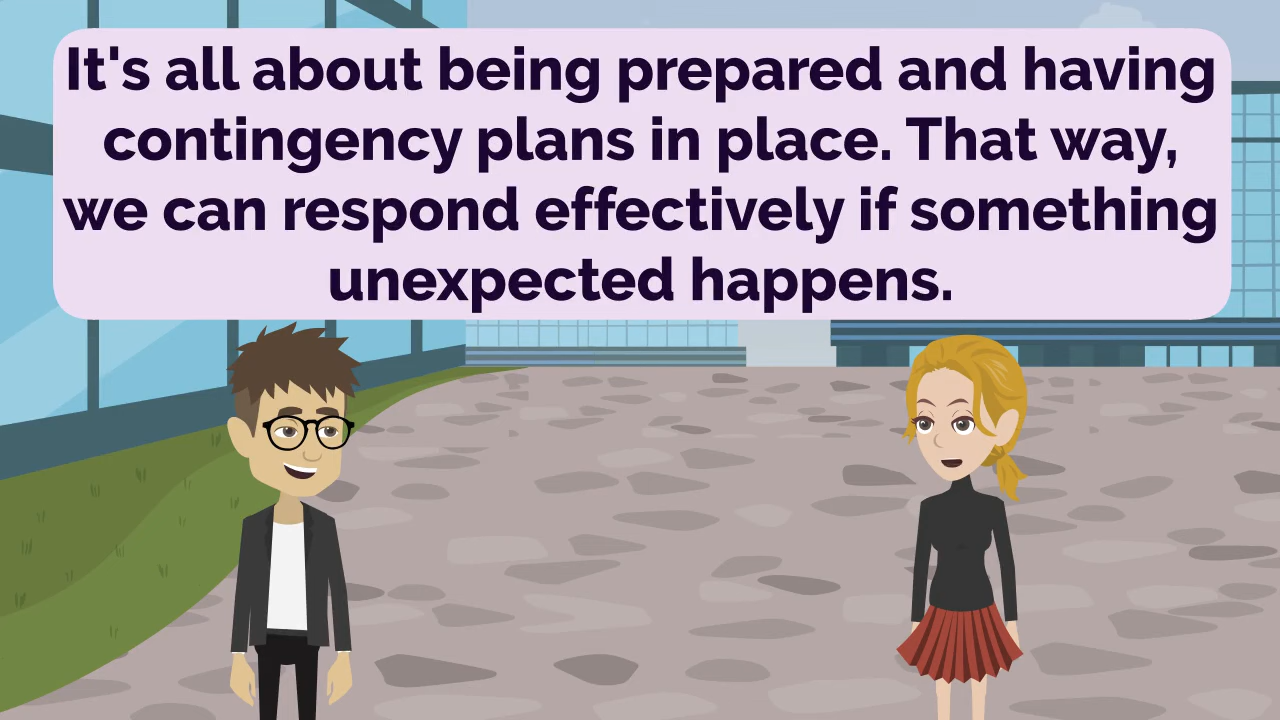 It's all about being prepared and having
contingency plans in place. That way,
we can respond effectively if something
unexpected happens.